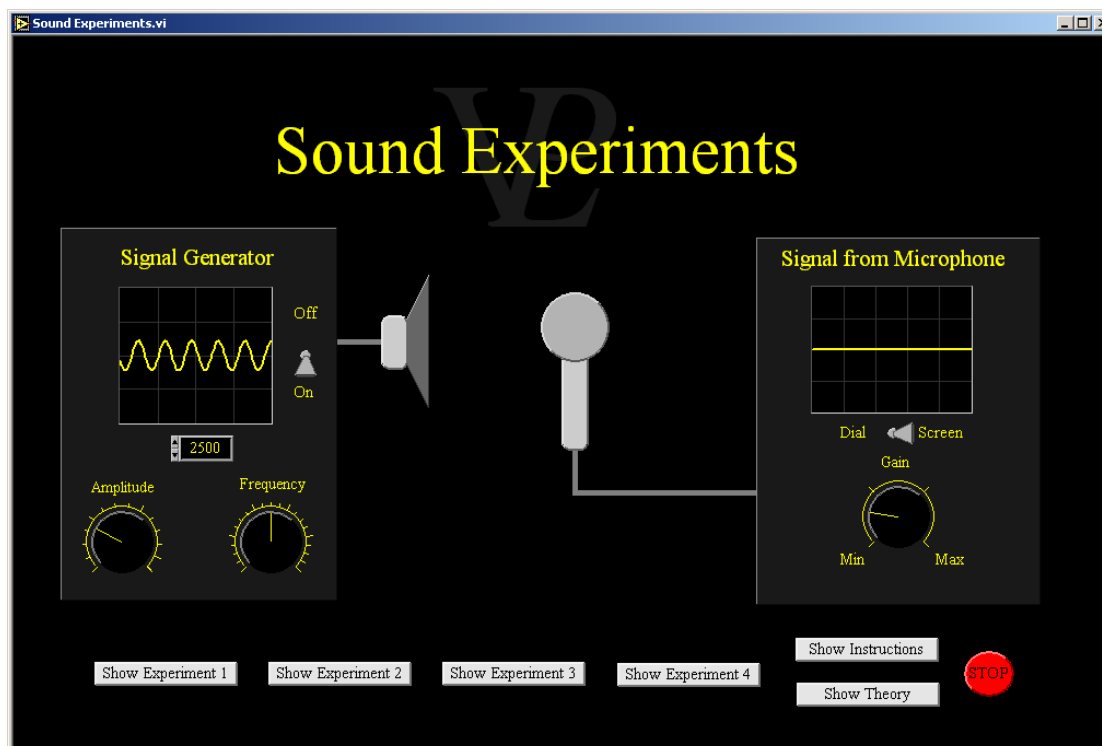 Sound Experiments.vi
VPL
Sound Experiments
Signal Generator
Off
On
2500
Amplitude
Frequency
Signal from Microphone
Dial
Screen
Gain
Min
Max
Show Experiment 1
Show Experiment 2
Show Experiment 3
Show Experiment 4
Show Instructions
Show Theory
STOP